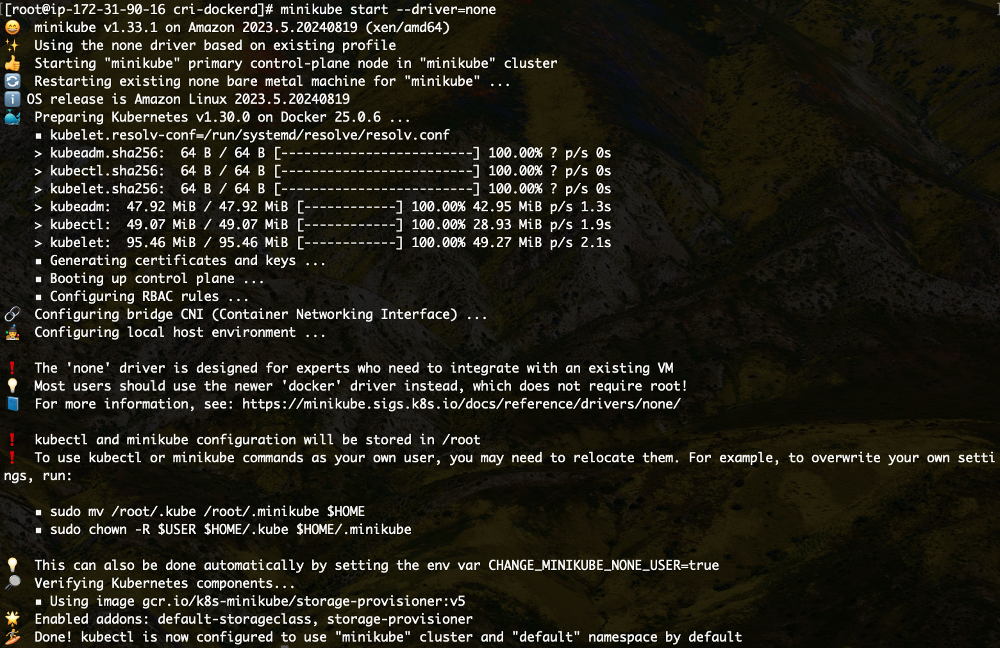 [root@ip-172-31-90-16 cri-dockerd]# minikube start --driver=none
😄  minikube v1.33.1 on Amazon 2023.5.20240819 (xen/amd64)
✨  Using the none driver based on existing profile
👍  Starting "minikube" primary control-plane node in "minikube" cluster
🔄  Restarting existing none bare metal machine for "minikube" ...
ℹ️ OS release is Amazon Linux 2023.5.20240819
🐳  Preparing Kubernetes v1.30.0 on Docker 25.0.6 ...
    ▪ kubelet.resolv-conf=/run/systemd/resolve/resolv.conf
    > kubeadm.sha256:  64 B / 64 B [-------------------------] 100.00% ? p/s 0s
    > kubectl.sha256:  64 B / 64 B [-------------------------] 100.00% ? p/s 0s
    > kubelet.sha256:  64 B / 64 B [-------------------------] 100.00% ? p/s 0s
    > kubeadm:  47.92 MiB / 47.92 MiB [------------] 100.00% 42.95 MiB p/s 1.3s
    > kubectl:  49.07 MiB / 49.07 MiB [------------] 100.00% 28.93 MiB p/s 1.9s
    > kubelet:  95.46 MiB / 95.46 MiB [------------] 100.00% 49.27 MiB p/s 2.1s
    ▪ Generating certificates and keys ...
    ▪ Booting up control plane ...
    ▪ Configuring RBAC rules ...
🔗  Configuring bridge CNI (Container Networking Interface) ...
🤹  Configuring local host environment ...
❗  The 'none' driver is designed for experts who need to integrate with an existing VM
💡  Most users should use the newer 'docker' driver instead, which does not require root!
📘  For more information, see: https://minikube.sigs.k8s.io/docs/reference/drivers/none/
❗  kubectl and minikube configuration will be stored in /root
❗  To use kubectl or minikube commands as your own user, you may need to relocate them. For example, to overwrite your own setti
ngs, run:
    ▪ sudo mv /root/.kube /root/.minikube $HOME
    ▪ sudo chown -R $USER $HOME/.kube $HOME/.minikube
💡  This can also be done automatically by setting the env var CHANGE_MINIKUBE_NONE_USER=true
🔎  Verifying Kubernetes components...
    ▪ Using image gcr.io/k8s-minikube/storage-provisioner:v5
🌟  Enabled addons: default-storageclass, storage-provisioner
🏄  Done! kubectl is now configured to use "minikube" cluster and "default" namespace by default